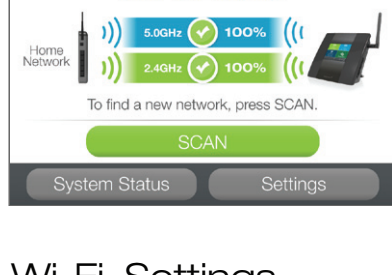 5.0GHz 100%
Home
Network
2.4GHz 100%
To find a new network, press SCAN.
SCAN
System Status Settings
Wi-Fi Settings